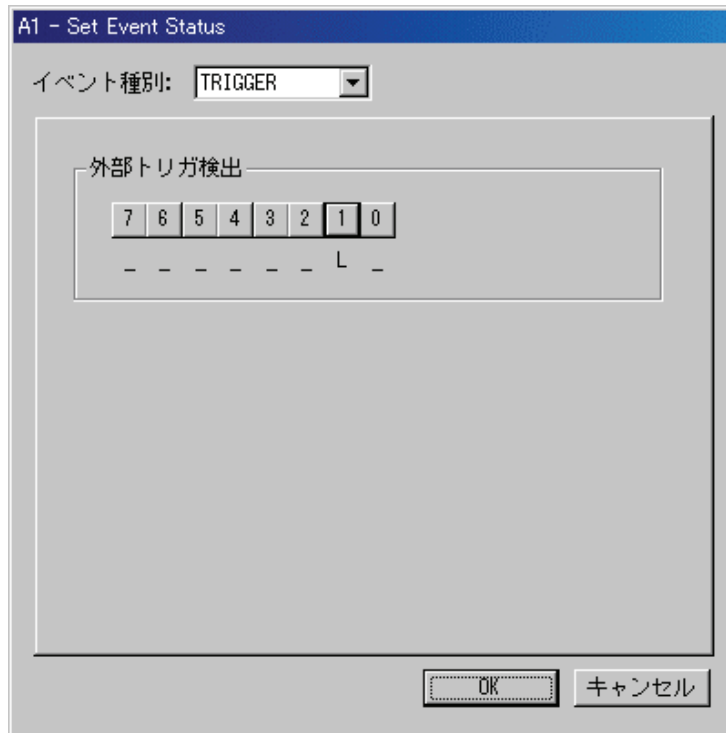 A1 - Set Event Status
イベント種別: TRIGGER
外部トリガ検出
7 6 5 4 3 2 1 0
_ _ _ _ _ _ L _
OK キャンセル